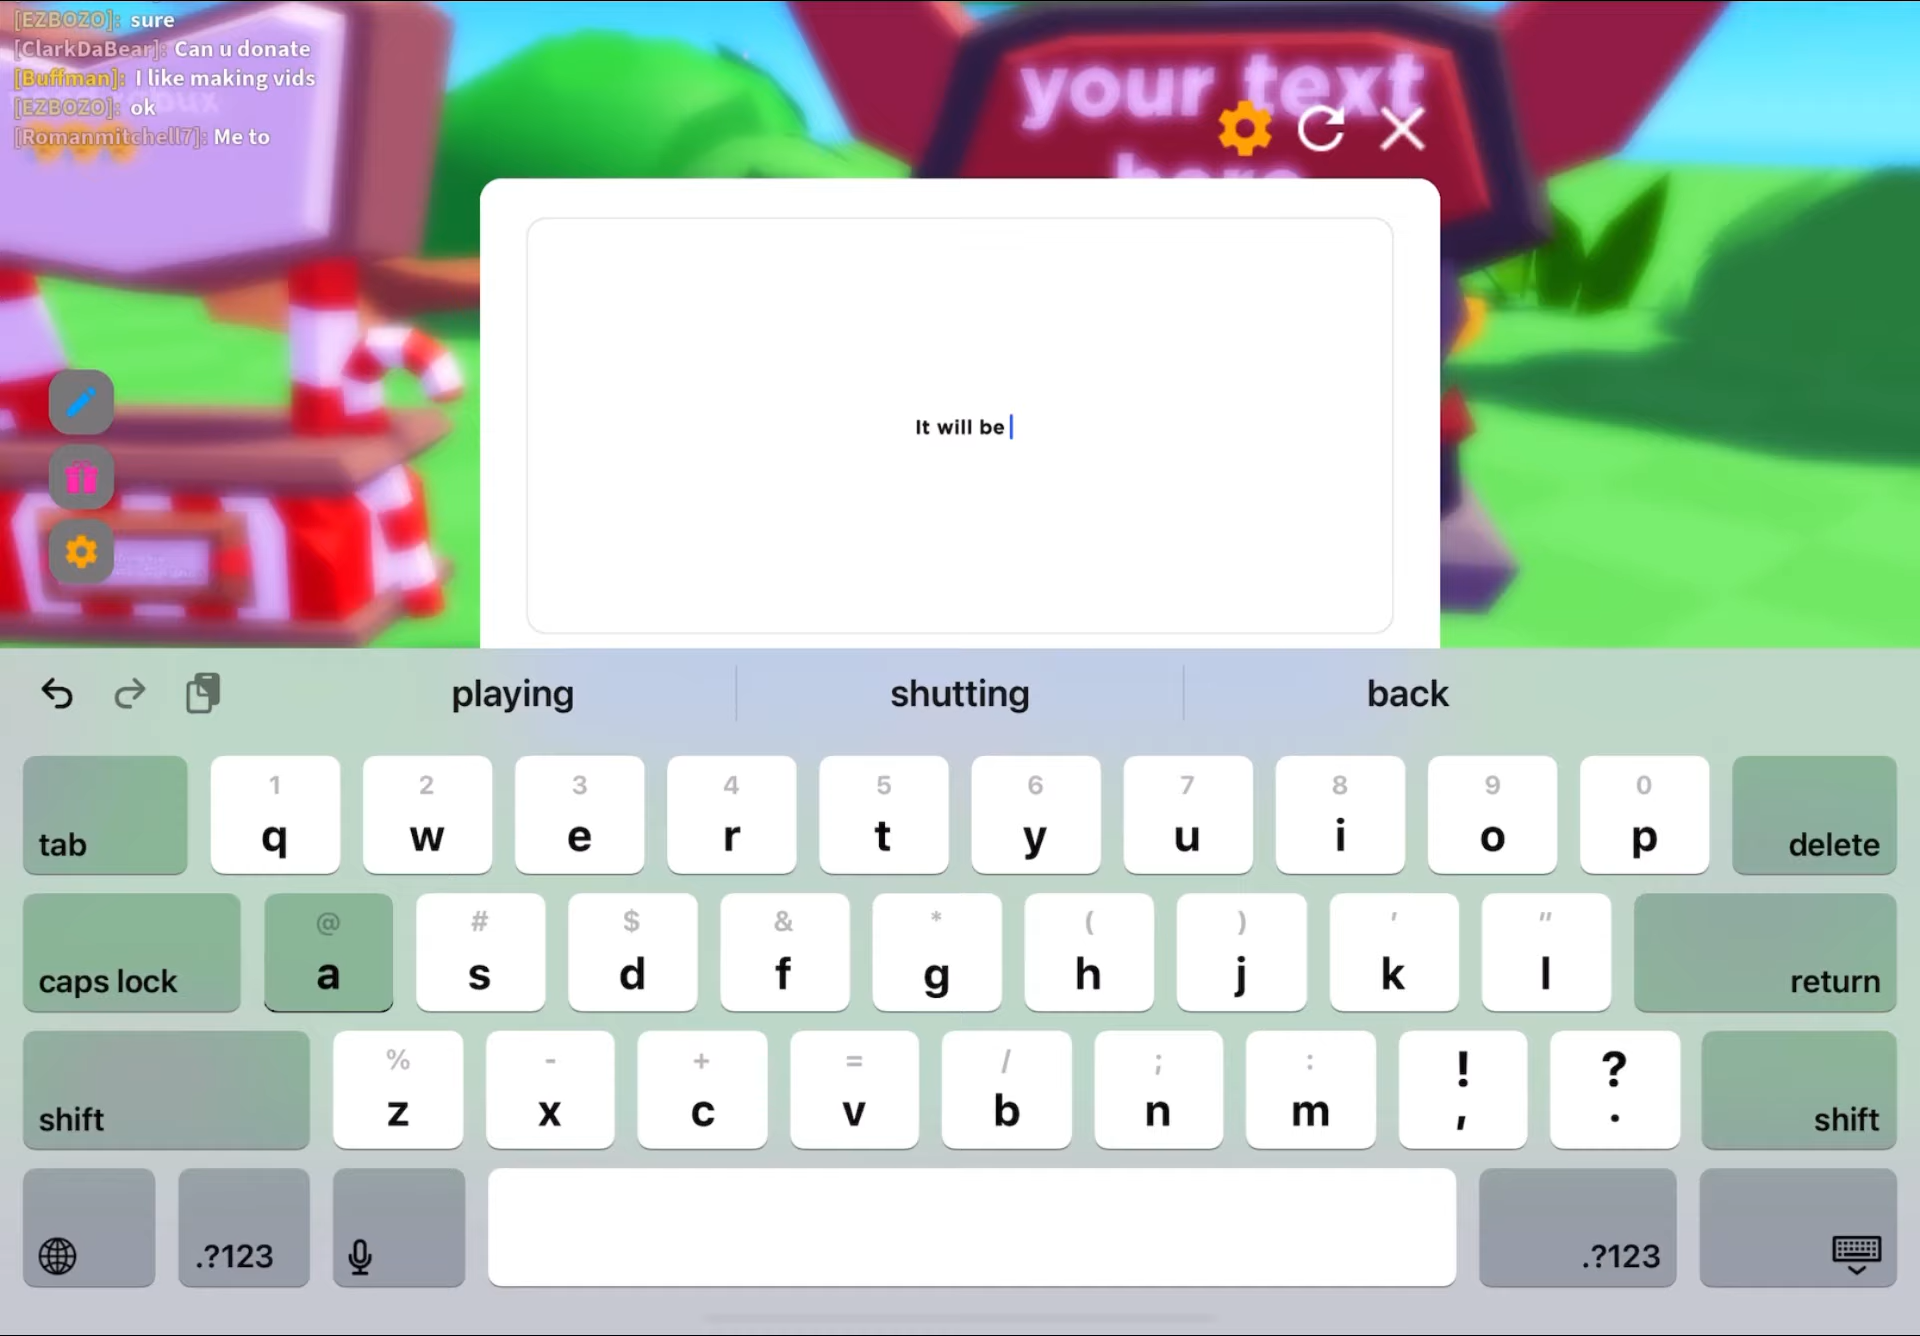 [EZBOZO]: sure
[ClarkDaBear]: Can u donate
[Buffman]: I like making vids
[EZBOZO]: ok
[Romanmitchell7]: Me to
your text
here
It will be
playing shutting back
tab 1 q 2 w 3 e 4 r 5 t 6 y 7 u 8 i 9 o 0 p delete
caps lock @ a # s $ d & f * g ( h ) j ' k " l return
shift % z - x + c = v / b ; n : m ! , ? . shift
.?123 .?123